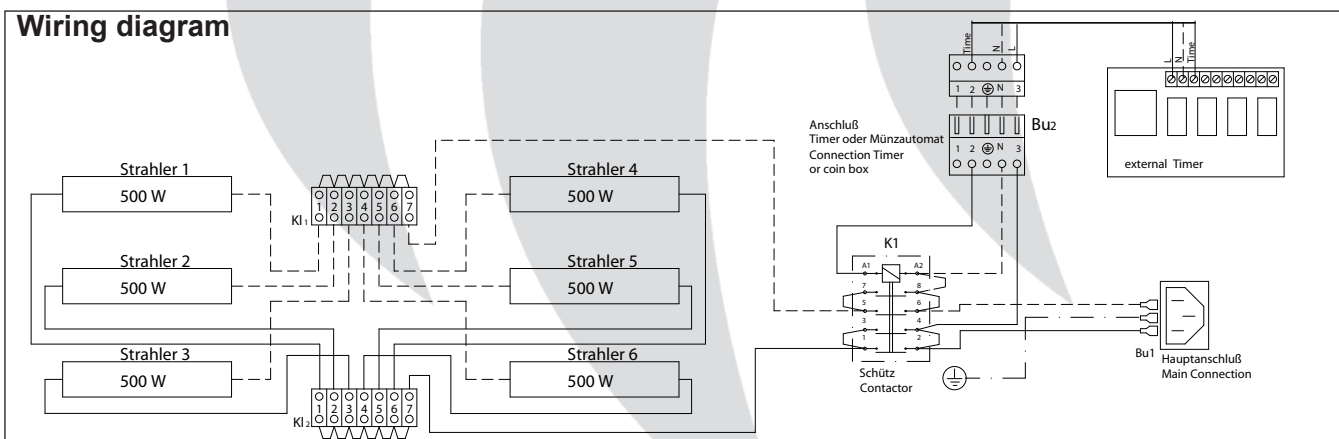 Wiring diagram
Time N L
L N Time
1 2 N 3
Bu2
1 2 N 3
Anschluß
Timer oder Münzautomat
Connection Timer
or coin box
external Timer
Strahler 1
500 W
Strahler 4
500 W
1 2 3 4 5 6 7
Kl1
Strahler 2
500 W
Strahler 5
500 W
Strahler 3
500 W
Strahler 6
500 W
1 2 3 4 5 6 7
Kl2
K1
A1 A2
7 8
5 6
3 4
1 2
Schütz
Contactor
Bu1
Hauptanschluß
Main Connection